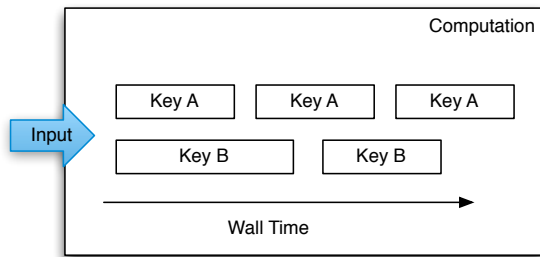 Computation
Key A Key A Key A
Input
Key B Key B
Wall Time